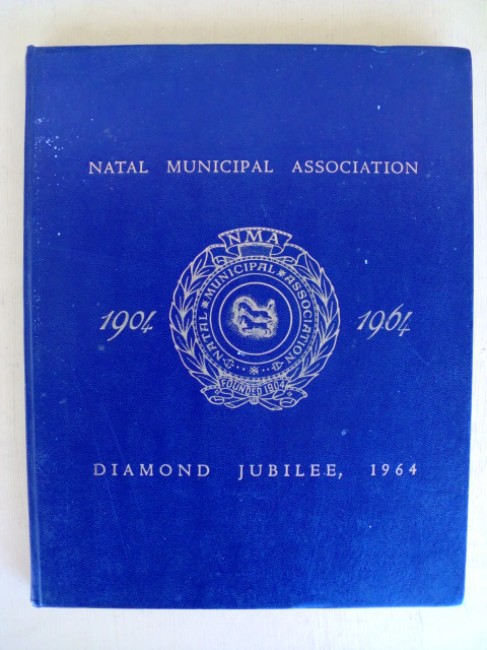 NATAL MUNICIPAL ASSOCIATION
NMA
NATAL MUNICIPAL ASSOCIATION
1904
1964
FOUNDED 1904
DIAMOND JUBILEE, 1964